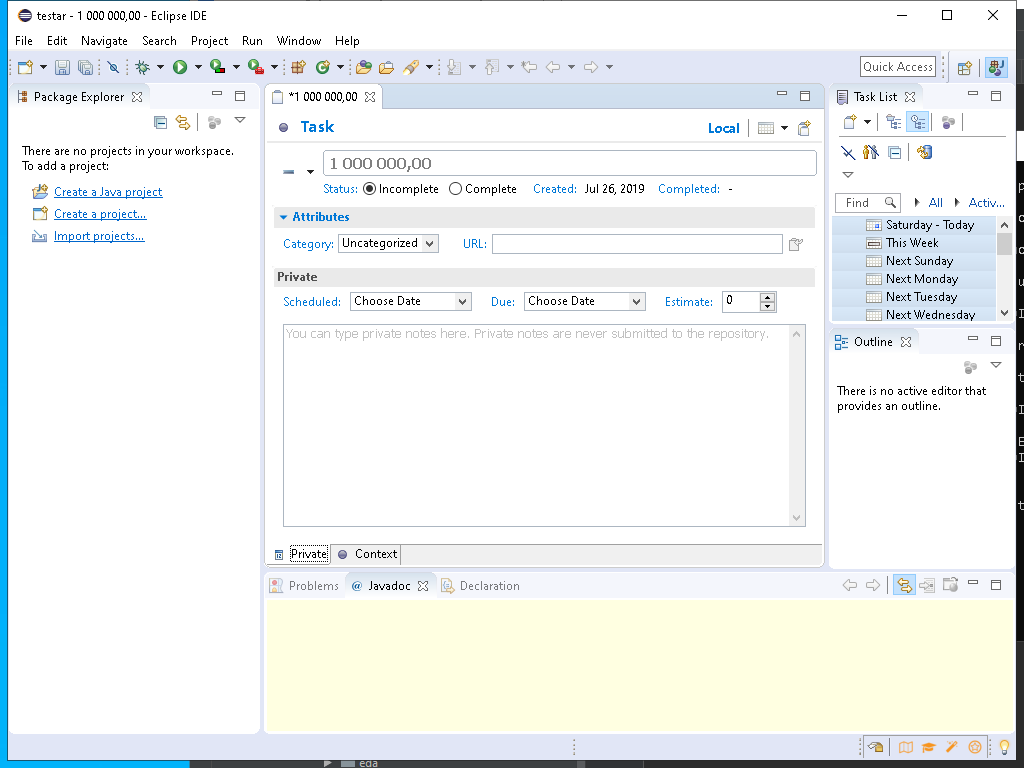 testar - 1 000 000,00 - Eclipse IDE
File Edit Navigate Search Project Run Window Help
Quick Access
Package Explorer
There are no projects in your workspace.
To add a project:
Create a Java project
Create a project...
Import projects...
*1 000 000,00
Task
Local
1 000 000,00
Status: Incomplete Complete Created: Jul 26, 2019 Completed: -
Attributes
Category: Uncategorized URL:
Private
Scheduled: Choose Date Due: Choose Date Estimate: 0
You can type private notes here. Private notes are never submitted to the repository.
Private Context
Task List
Find All Activ...
Saturday - Today
This Week
Next Sunday
Next Monday
Next Tuesday
Next Wednesday
Outline
There is no active editor that
provides an outline.
Problems @ Javadoc Declaration
eda